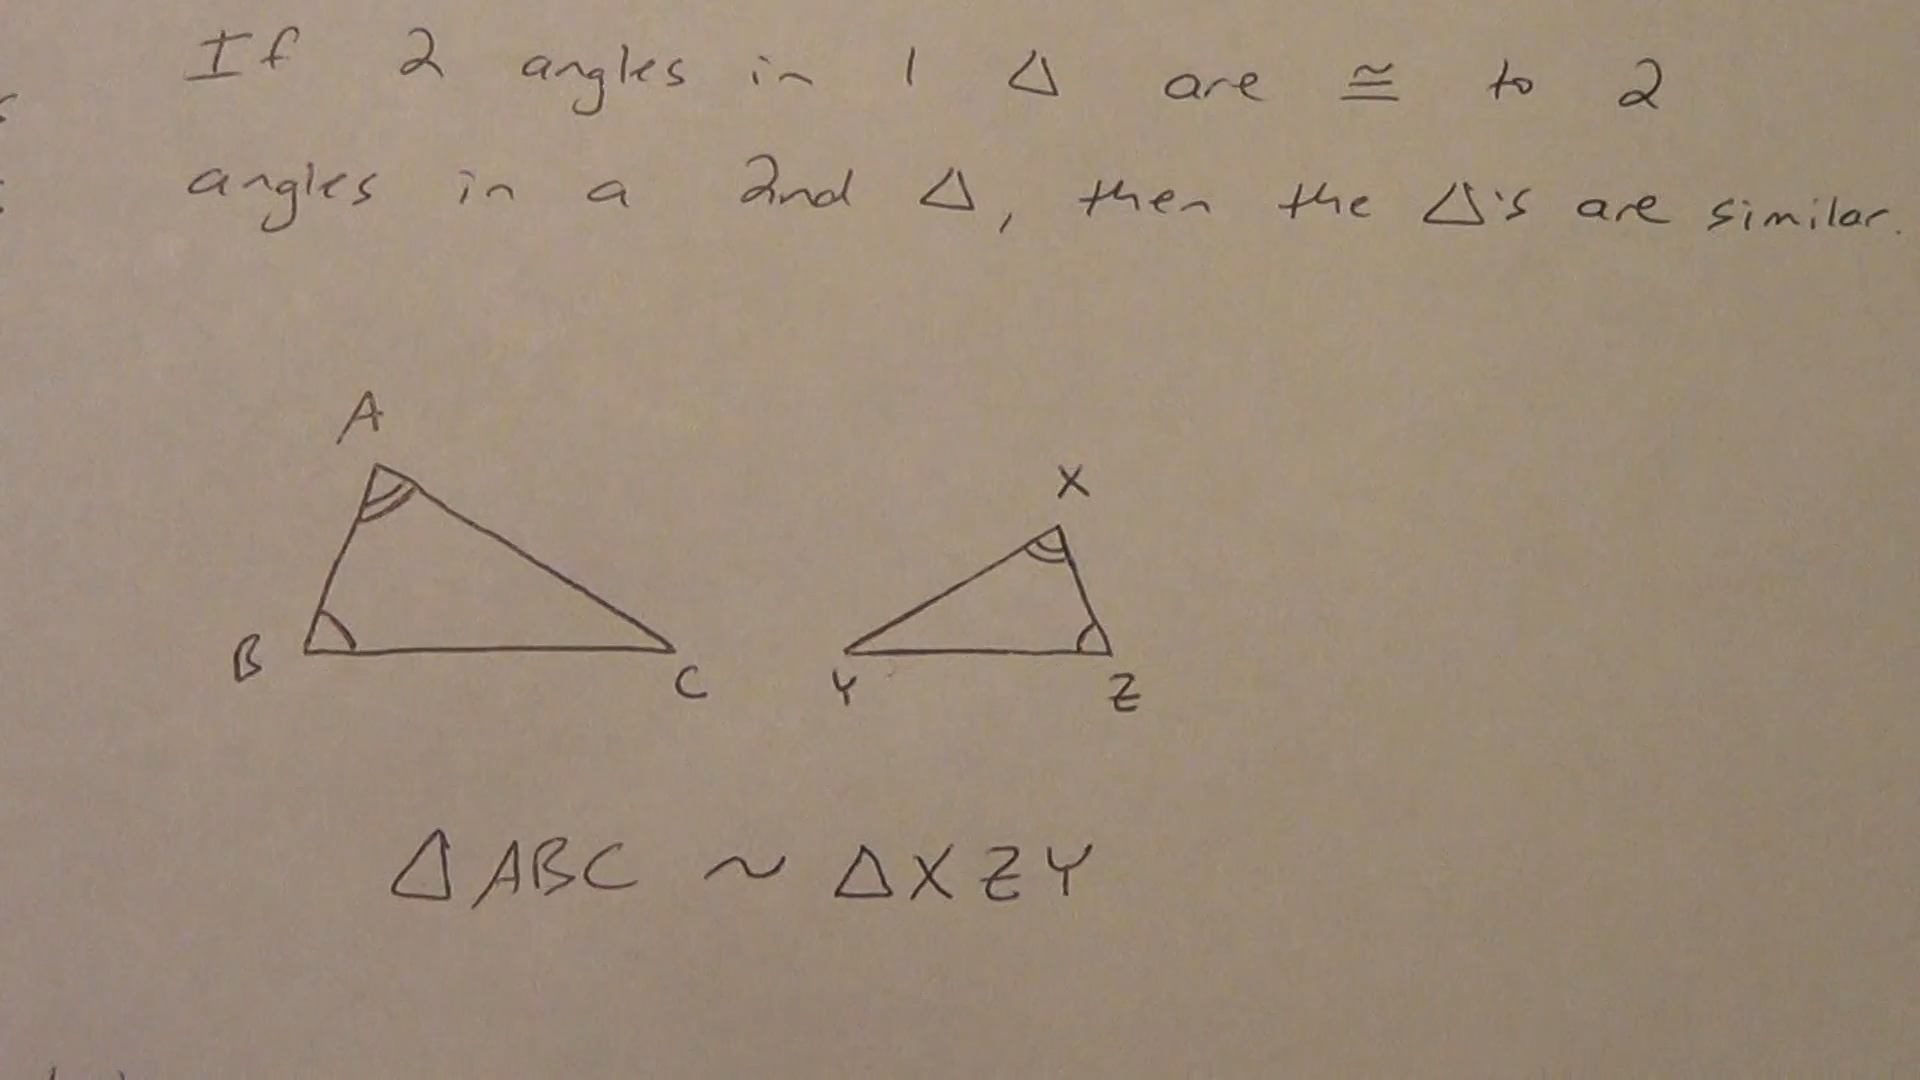 If 2 angles in 1 Δ are ≅ to 2
angles in a 2nd Δ, then the Δ's are similar.
A
X
B
C
Y
Z
Δ ABC ~ Δ XZY